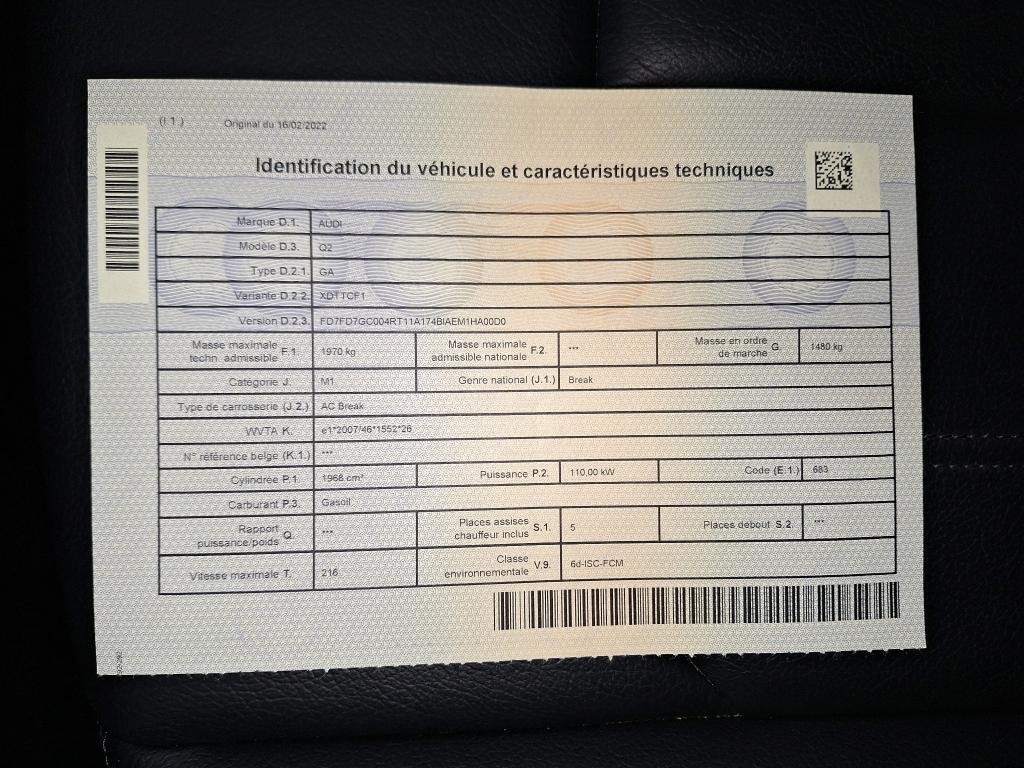 (I.1.) Original du 16/02/2022
Identification du véhicule et caractéristiques techniques
Marque D.1. AUDI
Modèle D.3. Q2
Type D.2.1. GA
Variante D.2.2. XDTTCF1
Version D.2.3. FD7FD7GC004RT11A174BIAEM1HA00D0
Masse maximale techn. admissible F.1. 1970 kg Masse maximale admissible nationale F.2. *** Masse en ordre de marche G. 1480 kg
Catégorie J. M1 Genre national (J.1.) Break
Type de carrosserie (J.2.) AC Break
WVTA K. e1*2007/46*1552*26
N° référence belge (K.1.) ***
Cylindrée P.1. 1968 cm³ Puissance P.2. 110,00 kW Code (E.1.) 683
Carburant P.3. Gasoil
Rapport puissance/poids Q. *** Places assises chauffeur inclus S.1. 5 Places debout S.2. ***
Vitesse maximale T. 216 Classe environnementale V.9. 6d-ISC-FCM